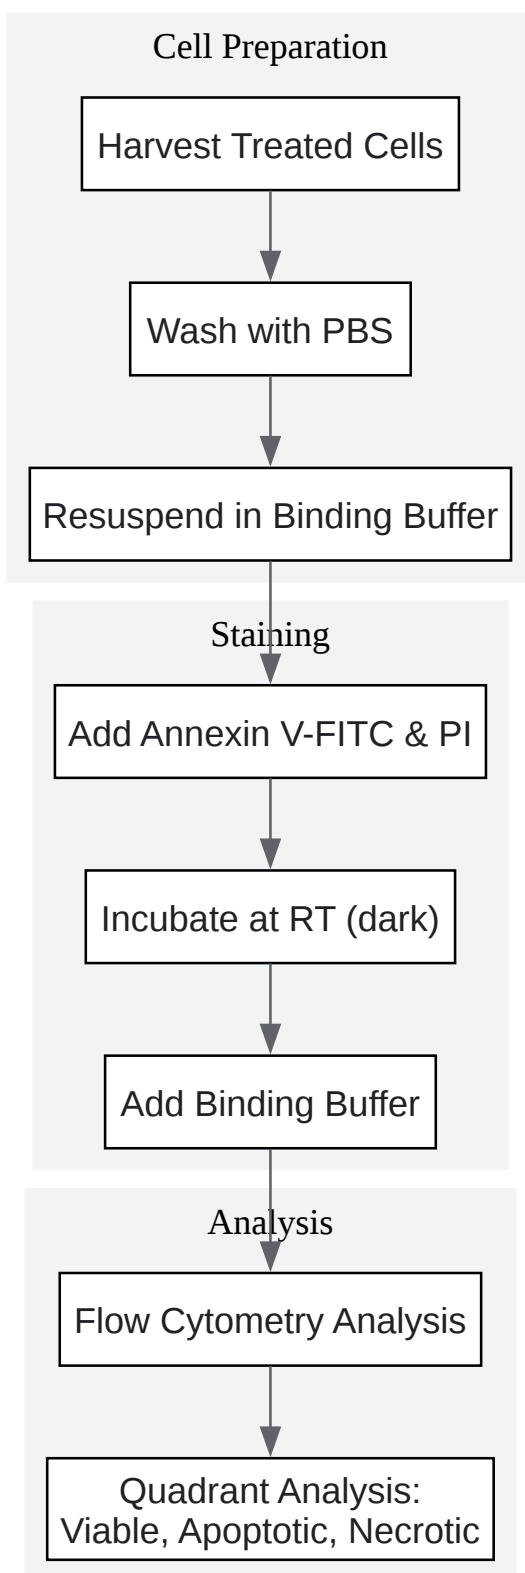 Cell Preparation
Harvest Treated Cells
Wash with PBS
Resuspend in Binding Buffer
Staining
Add Annexin V-FITC & PI
Incubate at RT (dark)
Add Binding Buffer
Analysis
Flow Cytometry Analysis
Quadrant Analysis:
Viable, Apoptotic, Necrotic